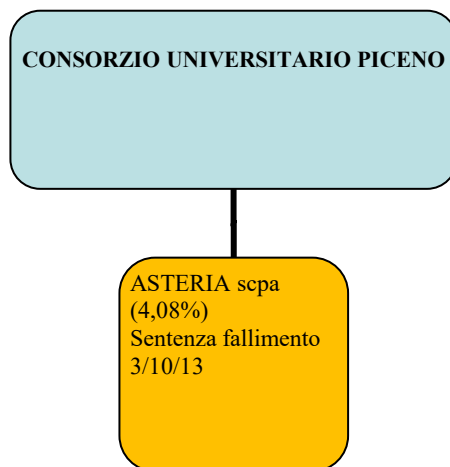 CONSORZIO UNIVERSITARIO PICENO
ASTERIA scpa
(4,08%)
Sentenza fallimento
3/10/13